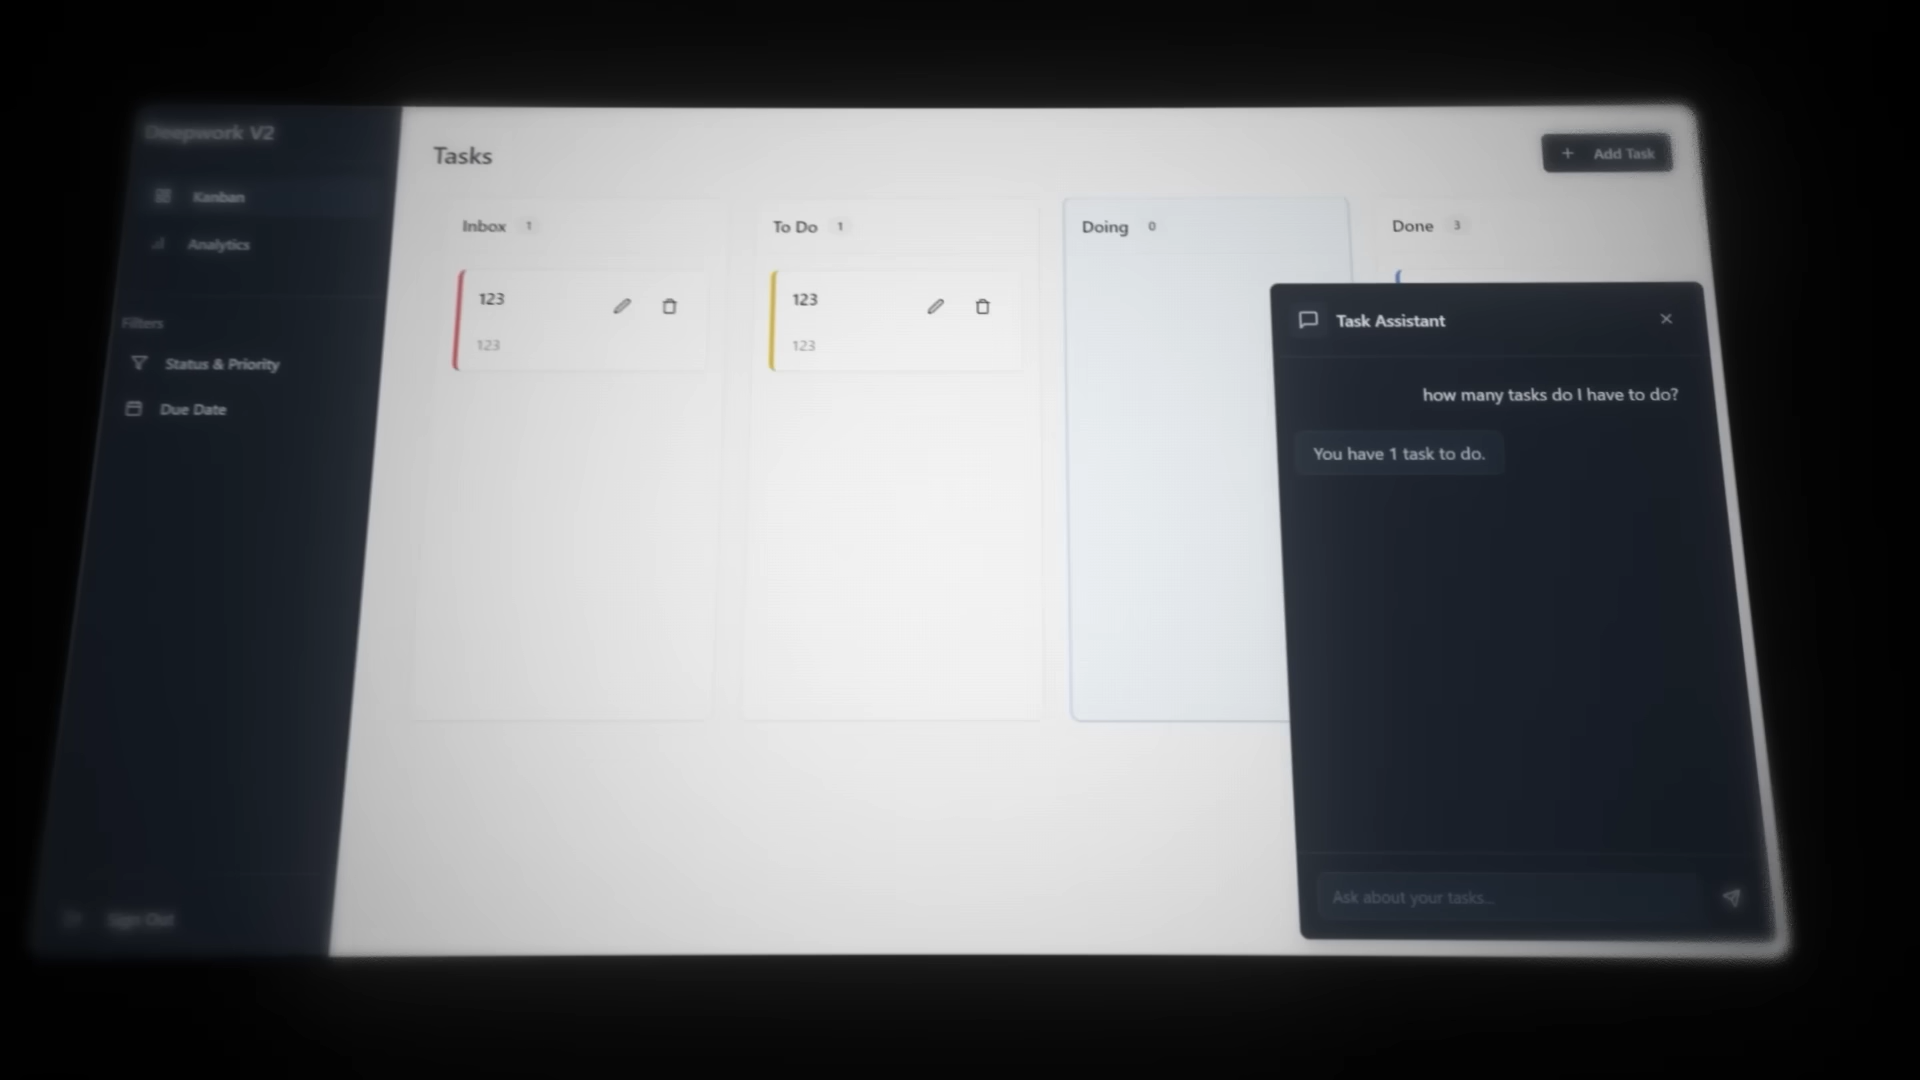 Deepwork V2
Kanban
Analytics
Filters
Status & Priority
Due Date
Sign Out
Tasks
+ Add Task
Inbox 1
123
123
To Do 1
123
123
Doing 0
Done 3
Task Assistant
how many tasks do I have to do?
You have 1 task to do.
Ask about your tasks...